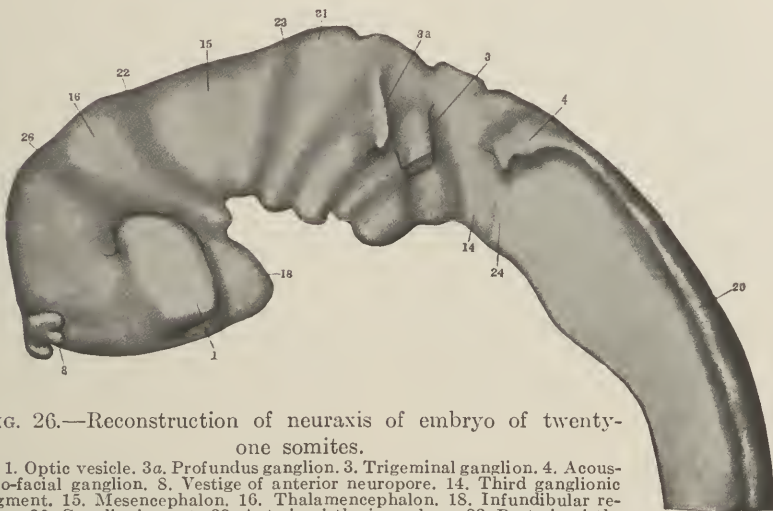 31
23
15
3a
3
22
16
4
26
18
14
24
20
1
8
G. 26.—Reconstruction of neuraxis of embryo of twenty-
one somites.
1. Optic vesicle. 3a. Profundus ganglion. 3. Trigeminal ganglion. 4. Acous-
o-facial ganglion. 8. Vestige of anterior neuropore. 14. Third ganglionic
gment. 15. Mesencephalon. 16. Thalamencephalon. 18. Infundibular re-